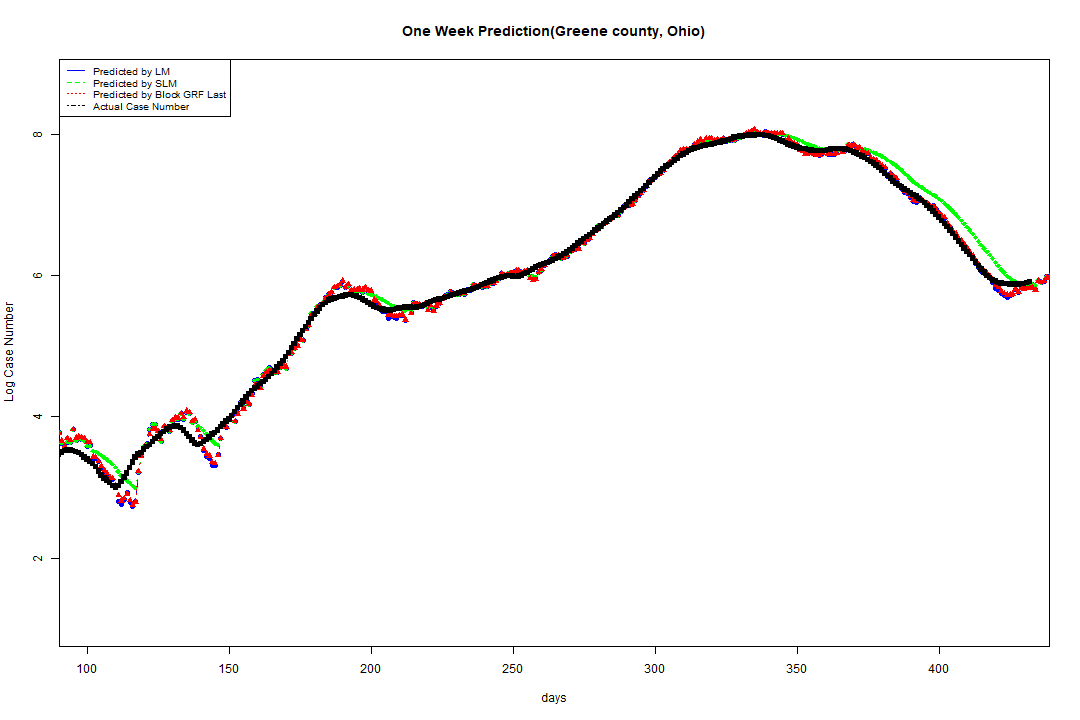 One Week Prediction(Greene county, Ohio)
Predicted by LM
Predicted by SLM
Predicted by Block GRF Last
Actual Case Number
8
6
4
2
Log Case Number
100 150 200 250 300 350 400
days